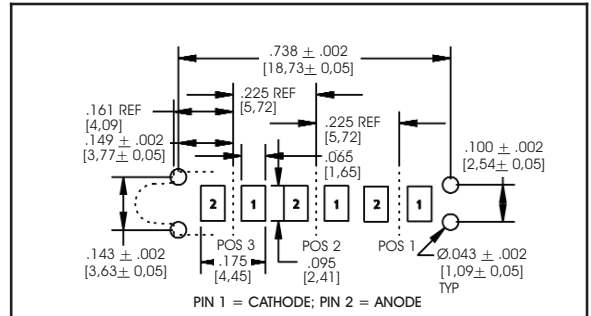 .738 ± .002
[18,73± 0,05]
.225 REF
[5,72]
.161 REF
[4,09]
.225 REF
[5,72]
.149 ± .002
[3,77± 0,05]
.065
[1,65]
.100 ± .002
[2,54± 0,05]
2 1 2 1 2 1
POS 3 POS 2 POS 1
.143 ± .002
[3,63± 0,05]
.175
[4,45]
.095
[2,41]
Ø.043 ± .002
[1,09± 0,05]
TYP
PIN 1 = CATHODE; PIN 2 = ANODE